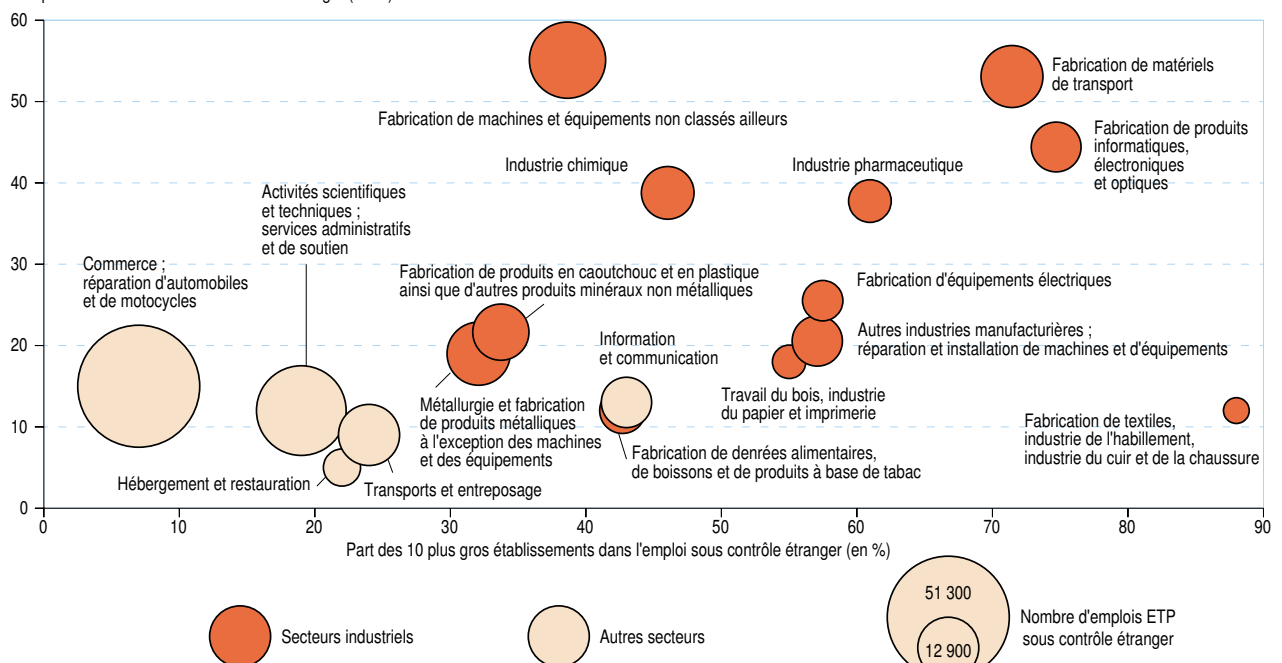 60
50
40
30
20
10
0
Fabrication de matériels
de transport
Fabrication de machines et équipements non classés ailleurs
Fabrication de produits
informatiques,
électroniques
et optiques
Industrie chimique
Industrie pharmaceutique
Activités scientifiques
et techniques ;
services administratifs
et de soutien
Commerce ;
réparation d'automobiles
et de motocycles
Fabrication de produits en caoutchouc et en plastique
ainsi que d'autres produits minéraux non métalliques
Fabrication d'équipements électriques
Information
et communication
Autres industries manufacturières ;
réparation et installation de machines et d'équipements
Travail du bois, industrie
du papier et imprimerie
Métallurgie et fabrication
de produits métalliques
à l'exception des machines
et des équipements
Fabrication de denrées alimentaires,
de boissons et de produits à base de tabac
Fabrication de textiles,
industrie de l'habillement,
industrie du cuir et de la chaussure
Hébergement et restauration
Transports et entreposage
0 10 20 30 40 50 60 70 80 90
Part des 10 plus gros établissements dans l'emploi sous contrôle étranger (en %)
Secteurs industriels
Autres secteurs
51 300
12 900
Nombre d'emplois ETP
sous contrôle étranger